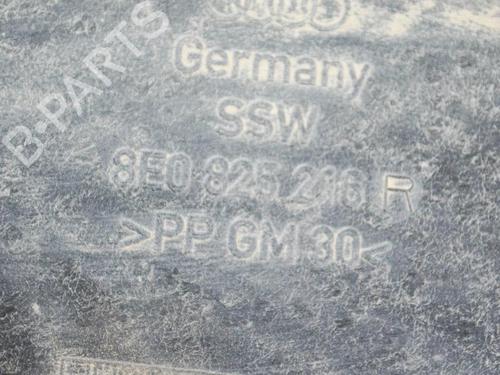 Germany
SSW
8E0 825 216 R
>PP GM 30<
B-PARTS